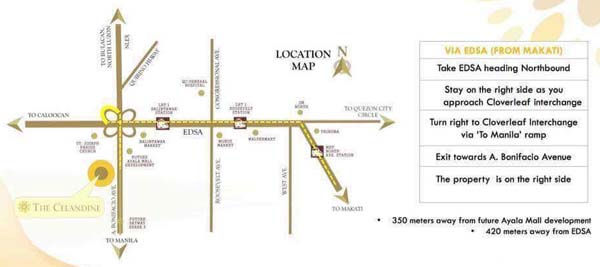 TO BULACAN,
NORTH LUZON
NLEX
QUIRINO HI-WAY
QC GENERAL
HOSPITAL
CONGRESSIONAL AVE.
LOCATION
MAP
N
TO CALOOCAN
LRT 1
BALINTAWAK
STATION
LRT 1
ROOSEVELT
STATION
SM
NORTH
TO QUEZON CITY
CIRCLE
EDSA
ST. JOSEPH
PARISH
CHURCH
BALINTAWAK
MARKET
FUTURE
AYALA MALL
DEVELOPMENT
MUNOZ
MARKET
WALTERMART
TRINOMA
MRT
NORTH
AVE. STATION
THE CELANDINE
A. BONIFACIO AVE.
FUTURE
SKYWAY
STAGE 3
ROOSEVELT AVE.
WEST AVE.
TO MANILA
TO MAKATI
VIA EDSA (FROM MAKATI)
Take EDSA heading Northbound
Stay on the right side as you
approach Cloverleaf interchange
Turn right to Cloverleaf Interchange
via 'To Manila' ramp
Exit towards A. Bonifacio Avenue
The property is on the right side
• 350 meters away from future Ayala Mall development
• 420 meters away from EDSA